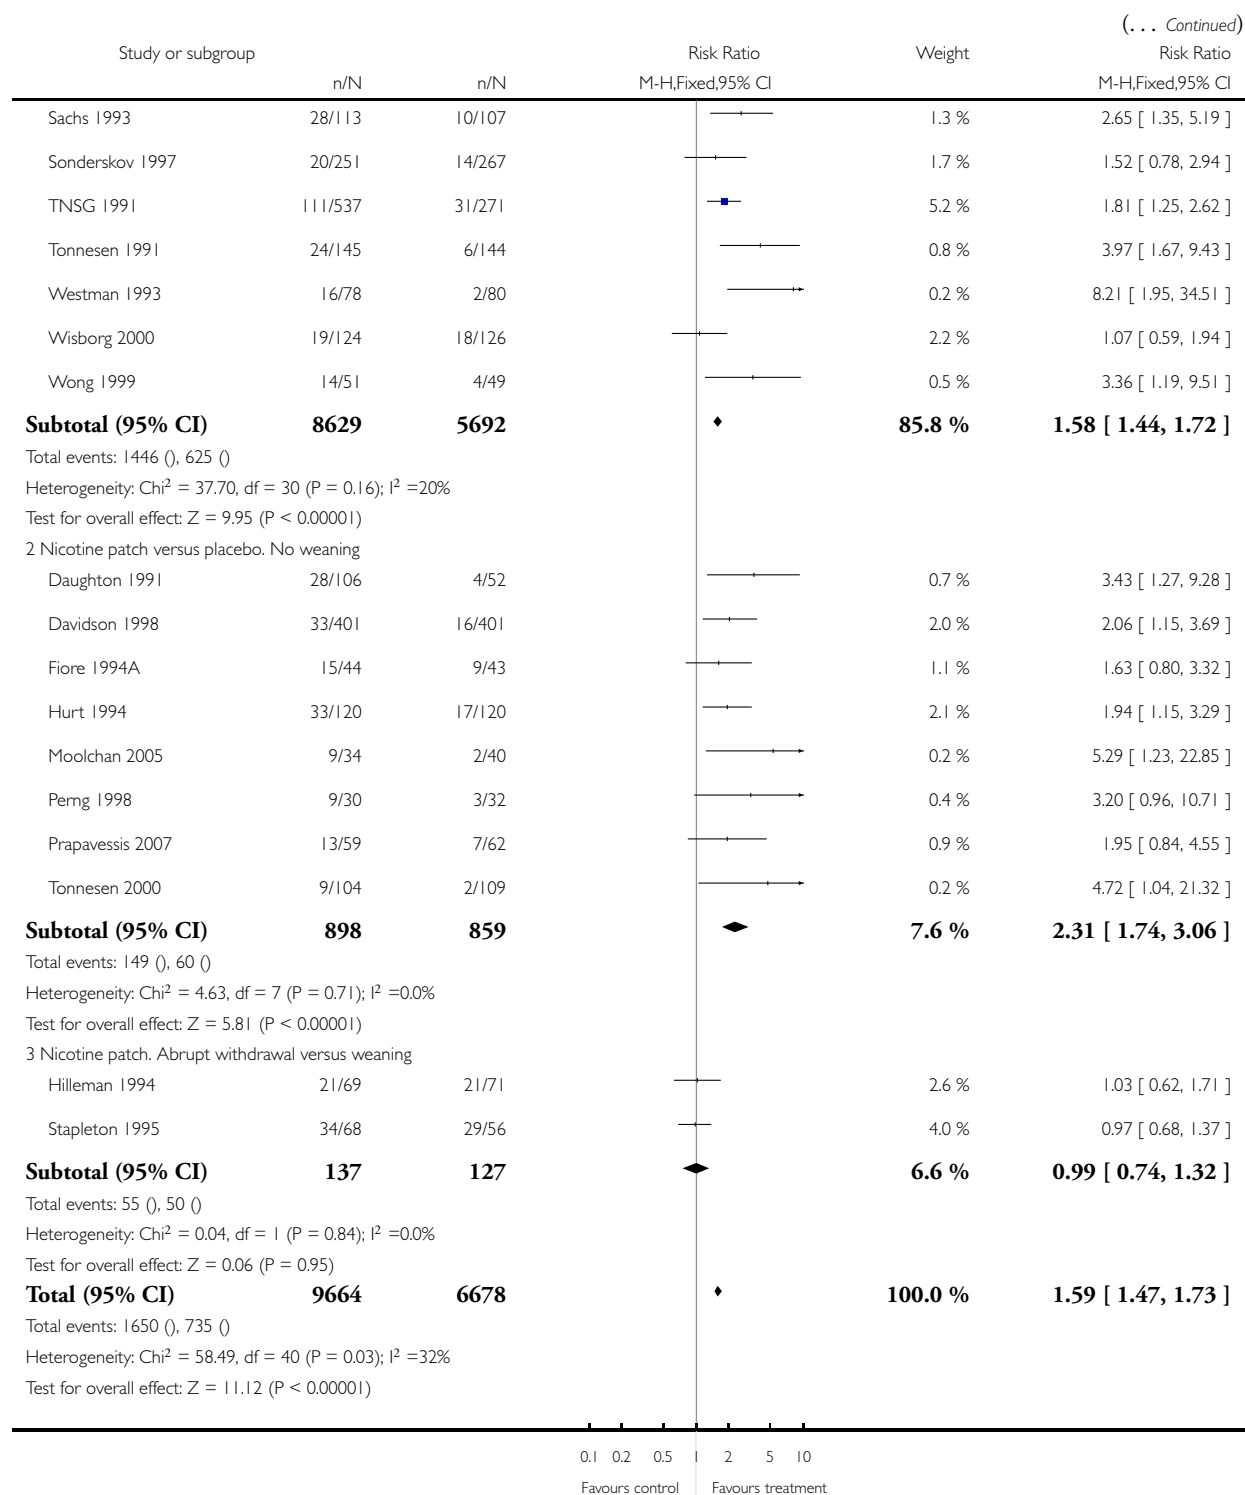 (... Continued)
Study or subgroup Risk Ratio Weight Risk Ratio
n/N n/N M-H,Fixed,95% CI M-H,Fixed,95% CI
Sachs 1993 28/113 10/107 1.3 % 2.65 [ 1.35, 5.19 ]
Sonderskov 1997 20/251 14/267 1.7 % 1.52 [ 0.78, 2.94 ]
TNSG 1991 111/537 31/271 5.2 % 1.81 [ 1.25, 2.62 ]
Tonnesen 1991 24/145 6/144 0.8 % 3.97 [ 1.67, 9.43 ]
Westman 1993 16/78 2/80 0.2 % 8.21 [ 1.95, 34.51 ]
Wisborg 2000 19/124 18/126 2.2 % 1.07 [ 0.59, 1.94 ]
Wong 1999 14/51 4/49 0.5 % 3.36 [ 1.19, 9.51 ]
Subtotal (95% CI) 8629 5692 85.8 % 1.58 [ 1.44, 1.72 ]
Total events: 1446 (), 625 ()
Heterogeneity: Chi² = 37.70, df = 30 (P = 0.16); I² =20%
Test for overall effect: Z = 9.95 (P < 0.00001)
2 Nicotine patch versus placebo. No weaning
Daughton 1991 28/106 4/52 0.7 % 3.43 [ 1.27, 9.28 ]
Davidson 1998 33/401 16/401 2.0 % 2.06 [ 1.15, 3.69 ]
Fiore 1994A 15/44 9/43 1.1 % 1.63 [ 0.80, 3.32 ]
Hurt 1994 33/120 17/120 2.1 % 1.94 [ 1.15, 3.29 ]
Moolchan 2005 9/34 2/40 0.2 % 5.29 [ 1.23, 22.85 ]
Perng 1998 9/30 3/32 0.4 % 3.20 [ 0.96, 10.71 ]
Prapavessis 2007 13/59 7/62 0.9 % 1.95 [ 0.84, 4.55 ]
Tonnesen 2000 9/104 2/109 0.2 % 4.72 [ 1.04, 21.32 ]
Subtotal (95% CI) 898 859 7.6 % 2.31 [ 1.74, 3.06 ]
Total events: 149 (), 60 ()
Heterogeneity: Chi² = 4.63, df = 7 (P = 0.71); I² =0.0%
Test for overall effect: Z = 5.81 (P < 0.00001)
3 Nicotine patch. Abrupt withdrawal versus weaning
Hilleman 1994 21/69 21/71 2.6 % 1.03 [ 0.62, 1.71 ]
Stapleton 1995 34/68 29/56 4.0 % 0.97 [ 0.68, 1.37 ]
Subtotal (95% CI) 137 127 6.6 % 0.99 [ 0.74, 1.32 ]
Total events: 55 (), 50 ()
Heterogeneity: Chi² = 0.04, df = 1 (P = 0.84); I² =0.0%
Test for overall effect: Z = 0.06 (P = 0.95)
Total (95% CI) 9664 6678 100.0 % 1.59 [ 1.47, 1.73 ]
Total events: 1650 (), 735 ()
Heterogeneity: Chi² = 58.49, df = 40 (P = 0.03); I² =32%
Test for overall effect: Z = 11.12 (P < 0.00001)
0.1 0.2 0.5 1 2 5 10
Favours control Favours treatment